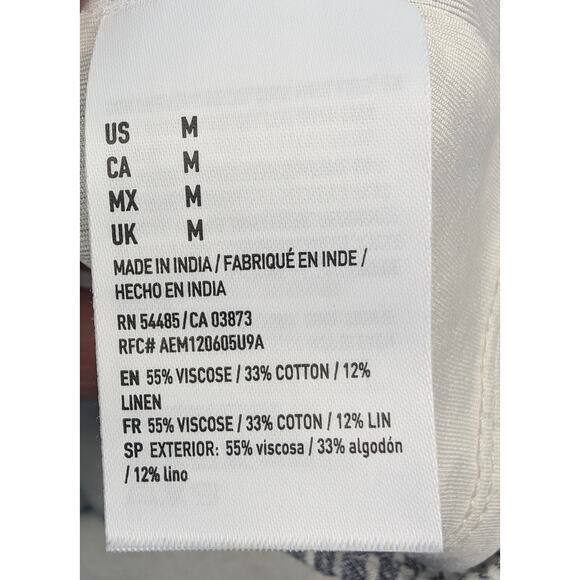 US M
CA M
MX M
UK M
MADE IN INDIA / FABRIQUÉ EN INDE /
HECHO EN INDIA
RN 54485 / CA 03873
RFC# AEM120605U9A
EN 55% VISCOSE / 33% COTTON / 12%
LINEN
FR 55% VISCOSE / 33% COTON / 12% LIN
SP EXTERIOR: 55% viscosa / 33% algodón
/ 12% lino